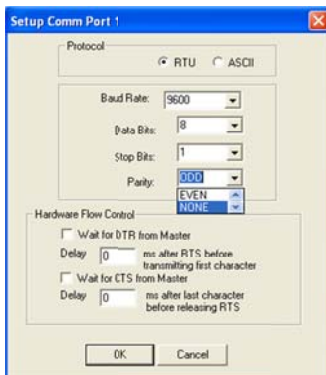 Setup Comm Port 1
Protocol
RTU ASCII
Baud Rate: 9600
Data Bits: 8
Stop Bits: 1
Parity: ODD
EVEN
NONE
Hardware Flow Control
Wait for DTR from Master
Delay 0 ms after RTS before
transmitting first character
Wait for CTS from Master
Delay 0 ms after last character
before releasing RTS
OK Cancel